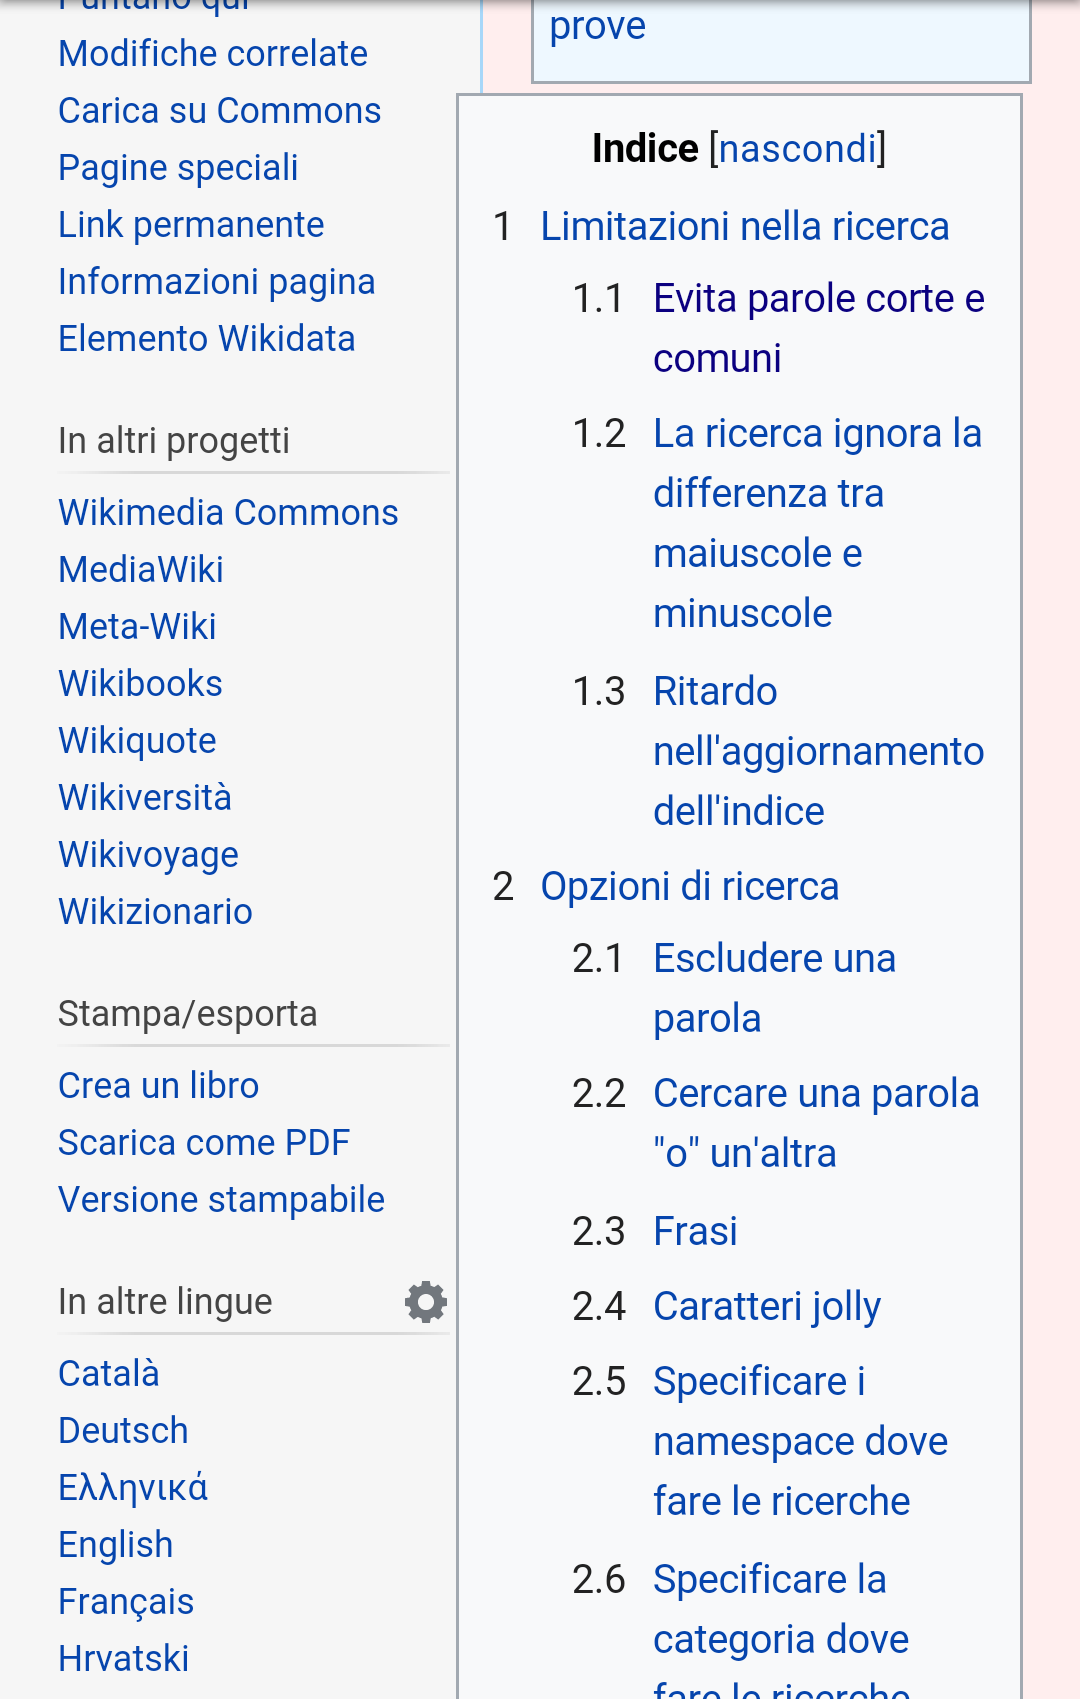 Puntano qui
Modifiche correlate
Carica su Commons
Pagine speciali
Link permanente
Informazioni pagina
Elemento Wikidata
In altri progetti
Wikimedia Commons
MediaWiki
Meta-Wiki
Wikibooks
Wikiquote
Wikiversità
Wikivoyage
Wikizionario
Stampa/esporta
Crea un libro
Scarica come PDF
Versione stampabile
In altre lingue
Català
Deutsch
Ελληνικά
English
Français
Hrvatski
prove
Indice [nascondi]
1 Limitazioni nella ricerca
1.1 Evita parole corte e
comuni
1.2 La ricerca ignora la
differenza tra
maiuscole e
minuscole
1.3 Ritardo
nell'aggiornamento
dell'indice
2 Opzioni di ricerca
2.1 Escludere una
parola
2.2 Cercare una parola
"o" un'altra
2.3 Frasi
2.4 Caratteri jolly
2.5 Specificare i
namespace dove
fare le ricerche
2.6 Specificare la
categoria dove
fare le ricerche